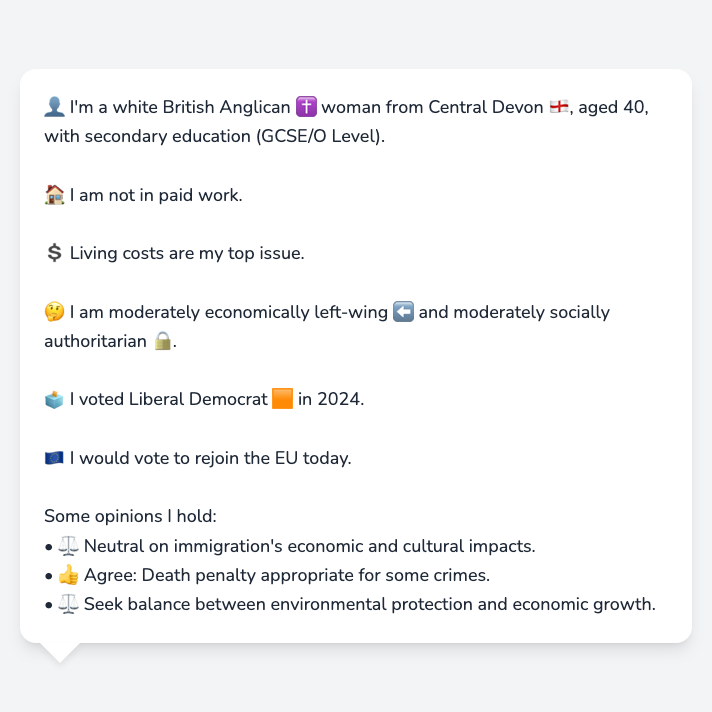 👤 I'm a white British Anglican ✝️ woman from Central Devon 🏴󠁧󠁢󠁥󠁮󠁧󠁿, aged 40,
with secondary education (GCSE/O Level).
🏠 I am not in paid work.
💲 Living costs are my top issue.
🤔 I am moderately economically left-wing ⬅️ and moderately socially
authoritarian 🔒.
🗳️ I voted Liberal Democrat 🟧 in 2024.
🇪🇺 I would vote to rejoin the EU today.
Some opinions I hold:
• ⚖️ Neutral on immigration's economic and cultural impacts.
• 👍 Agree: Death penalty appropriate for some crimes.
• ⚖️ Seek balance between environmental protection and economic growth.